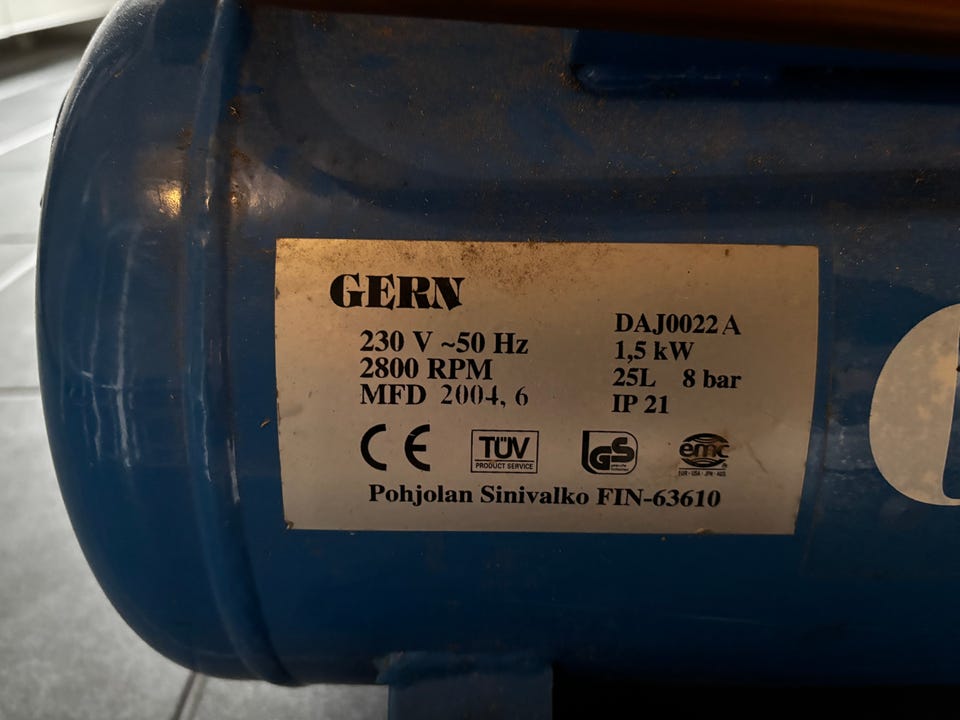 GERN
230 V ~50 Hz
2800 RPM
MFD 2004, 6
DAJ0022 A
1,5 kW
25L 8 bar
IP 21
CE
TÜV
PRODUCT SERVICE
GS
emc
Pohjolan Sinivalko FIN-63610